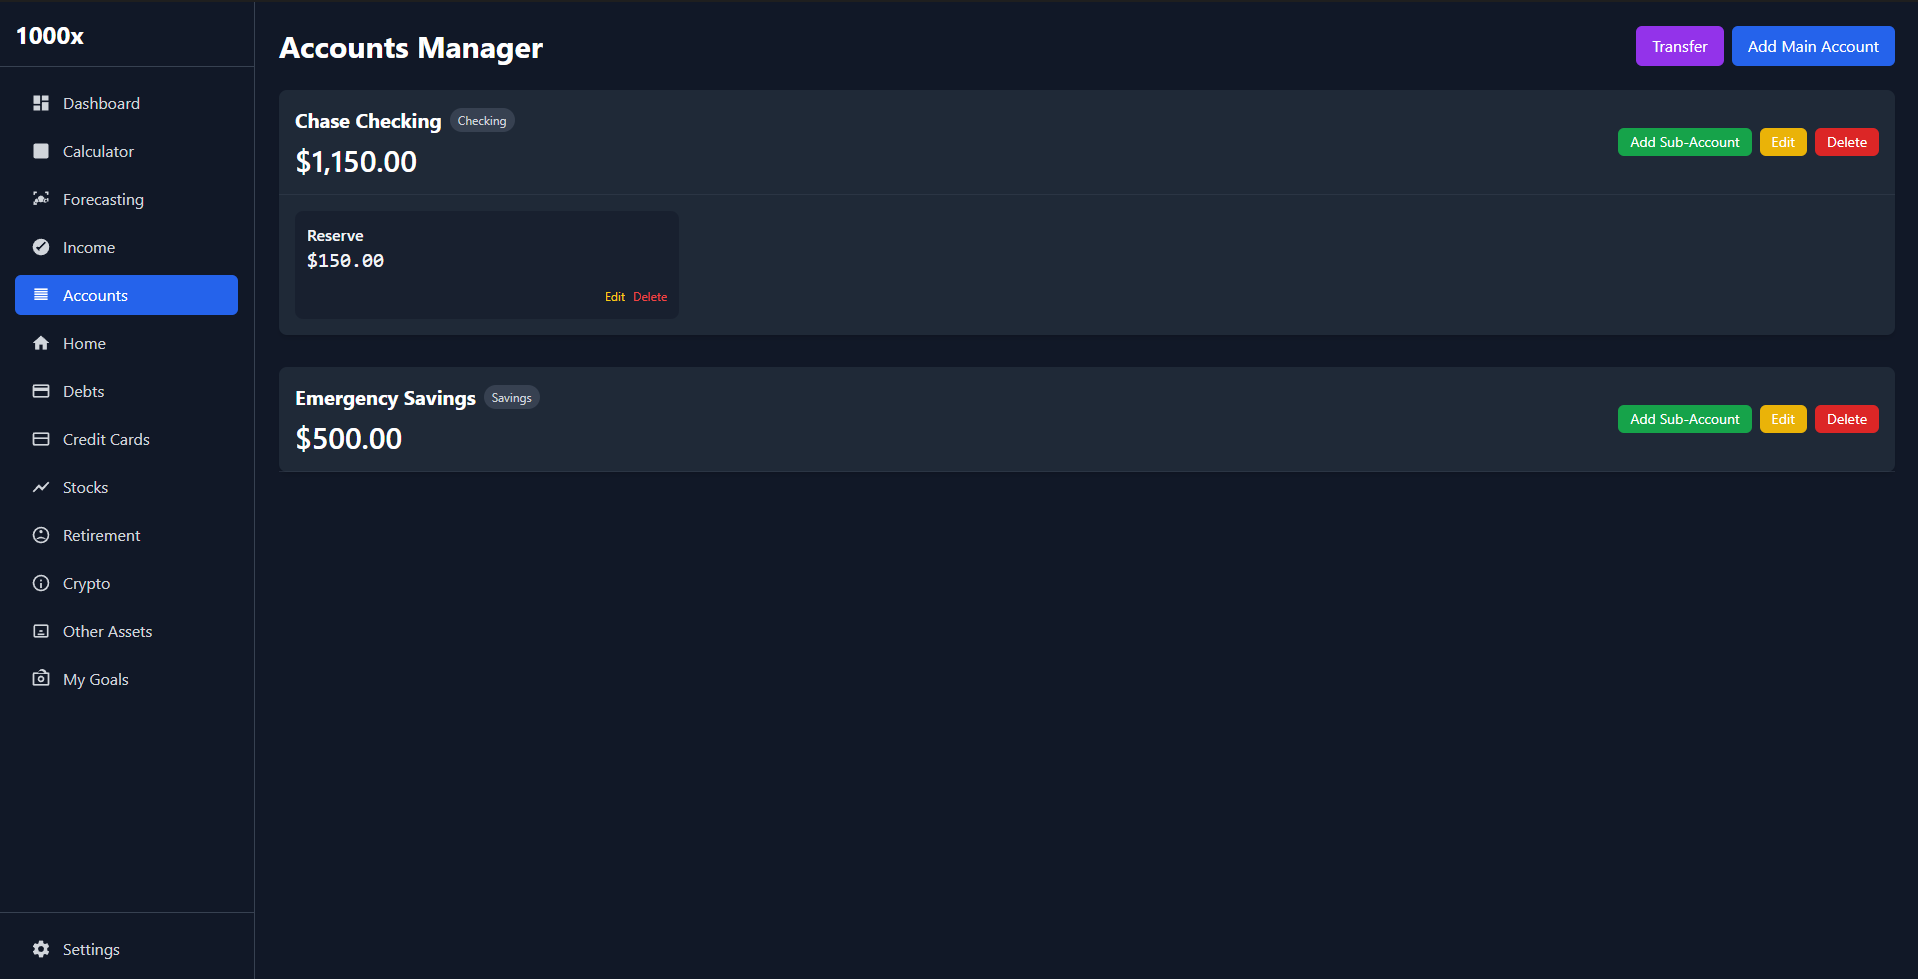 1000x
Dashboard
Calculator
Forecasting
Income
Accounts
Home
Debts
Credit Cards
Stocks
Retirement
Crypto
Other Assets
My Goals
Settings
Accounts Manager
Transfer
Add Main Account
Chase Checking Checking
$1,150.00
Add Sub-Account Edit Delete
Reserve
$150.00
Edit Delete
Emergency Savings Savings
$500.00
Add Sub-Account Edit Delete